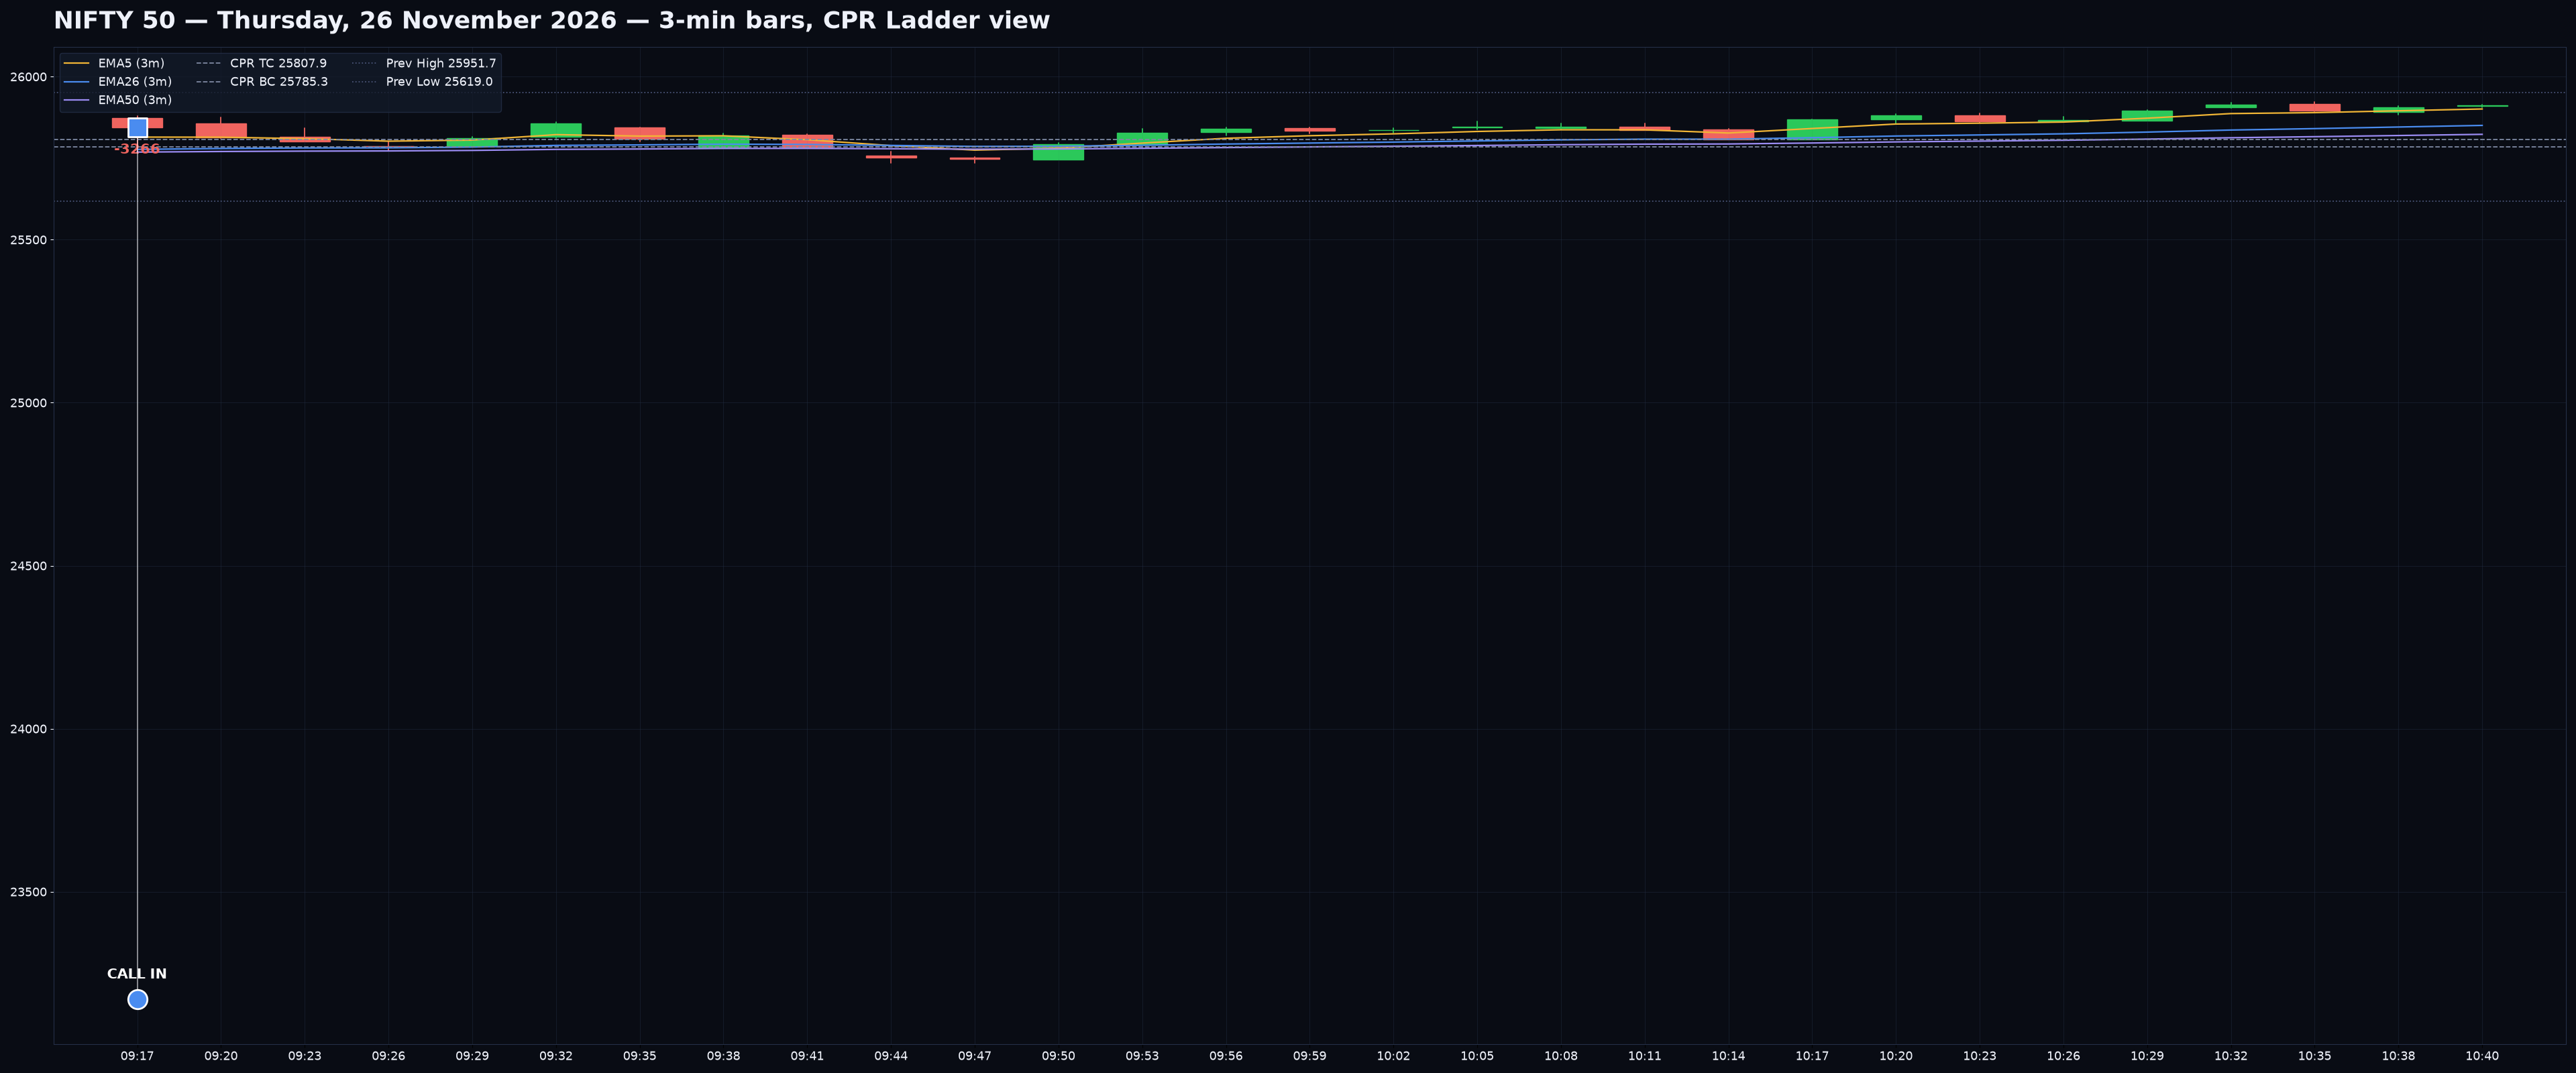 NIFTY 50 — Thursday, 26 November 2026 — 3-min bars, CPR Ladder view
EMA5 (3m) CPR TC 25807.9 Prev High 25951.7
EMA26 (3m) CPR BC 25785.3 Prev Low 25619.0
EMA50 (3m)
26000
25500
25000
24500
24000
23500
-3266
CALL IN
09:17 09:20 09:23 09:26 09:29 09:32 09:35 09:38 09:41 09:44 09:47 09:50 09:53 09:56 09:59 10:02 10:05 10:08 10:11 10:14 10:17 10:20 10:23 10:26 10:29 10:32 10:35 10:38 10:40